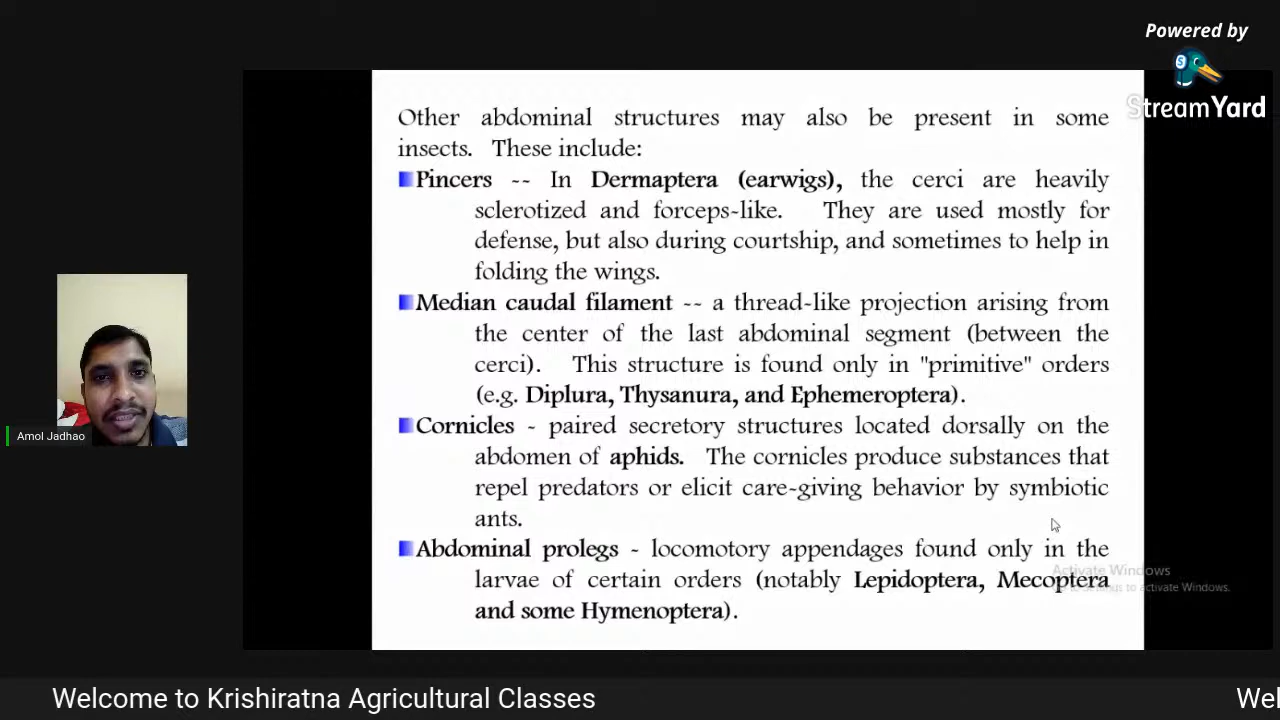 Powered by
StreamYard
Other abdominal structures may also be present in some
insects. These include:
Pincers -- In Dermaptera (earwigs), the cerci are heavily
sclerotized and forceps-like. They are used mostly for
defense, but also during courtship, and sometimes to help in
folding the wings.
Median caudal filament -- a thread-like projection arising from
the center of the last abdominal segment (between the
cerci). This structure is found only in "primitive" orders
(e.g. Diplura, Thysanura, and Ephemeroptera).
Cornicles - paired secretory structures located dorsally on the
abdomen of aphids. The cornicles produce substances that
repel predators or elicit care-giving behavior by symbiotic
ants.
Abdominal prolegs - locomotory appendages found only in the
larvae of certain orders (notably Lepidoptera, Mecoptera
and some Hymenoptera).
Activate Windows
to activate Windows.
Amol Jadhao
Welcome to Krishiratna Agricultural Classes
Wel